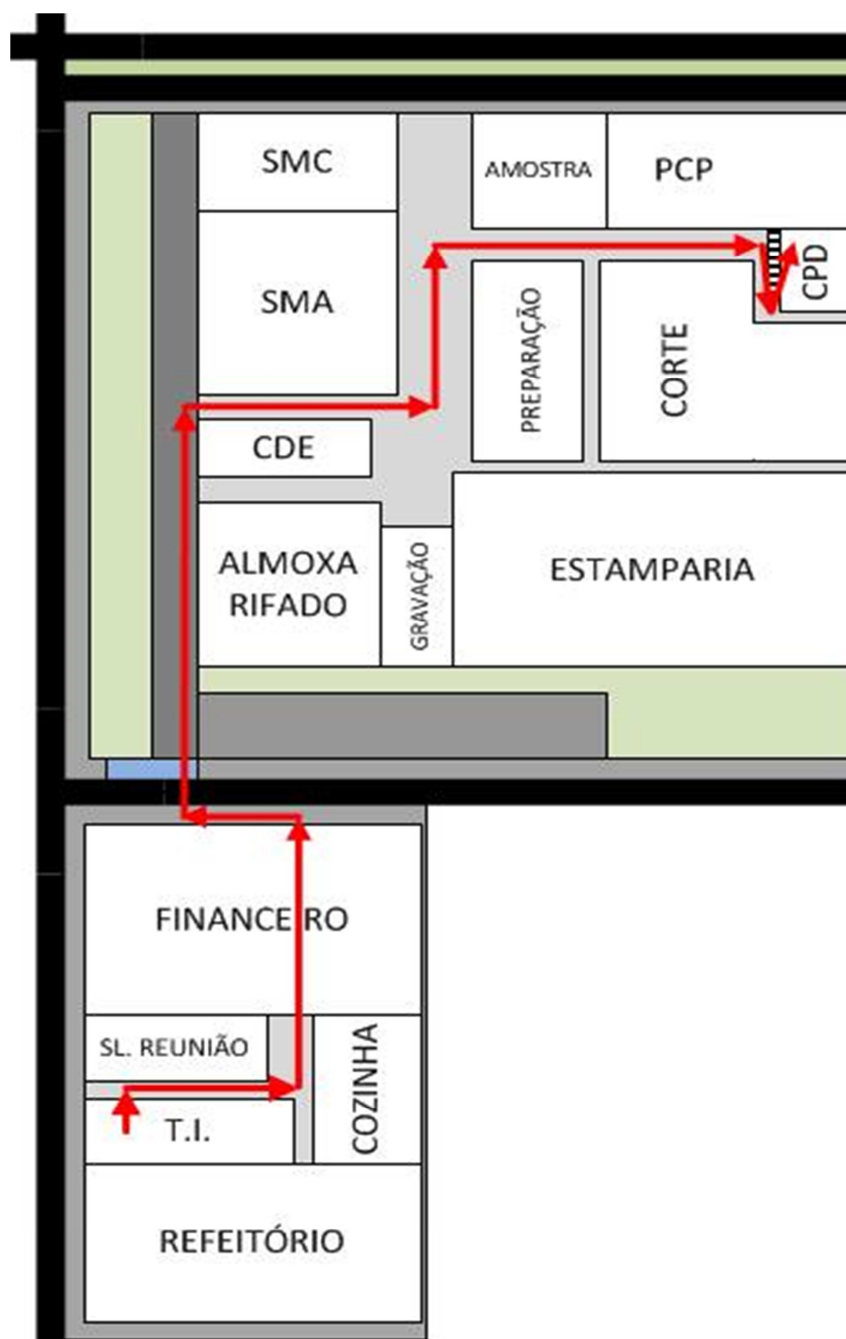 SMC
AMOSTRA
PCP
SMA
CPD
PREPARAÇÃO
CORTE
CDE
ALMOXA
RIFADO
GRAVAÇÃO
ESTAMPARIA
FINANCEIRO
SL. REUNIÃO
COZINHA
T.I.
REFEITÓRIO